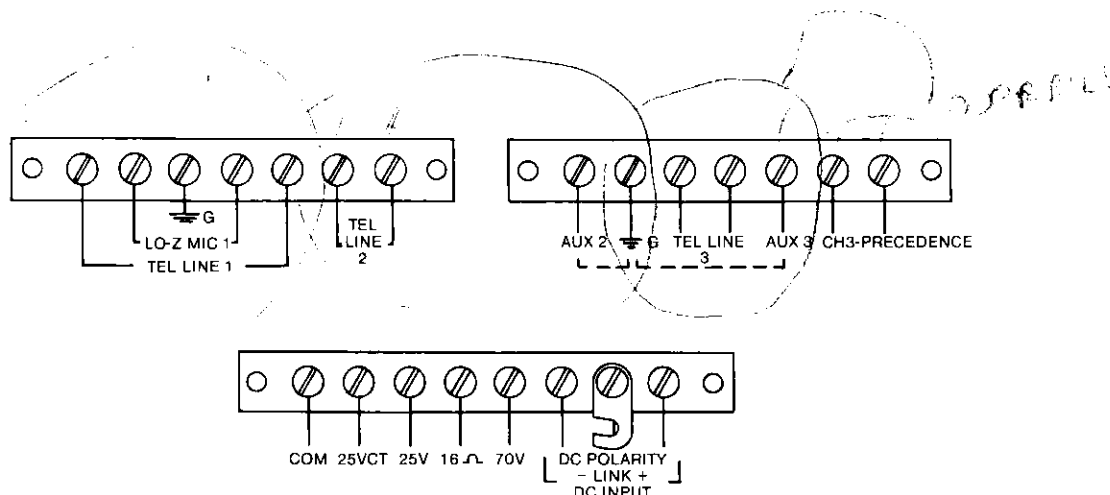 G
LO-Z MIC 1
TEL LINE 1
TEL
LINE
2
AUX 2 G TEL LINE AUX 3 CH3-PRECEDENCE
3
COM 25VCT 25V 16 Ω 70V DC POLARITY
- LINK +
DC INPUT